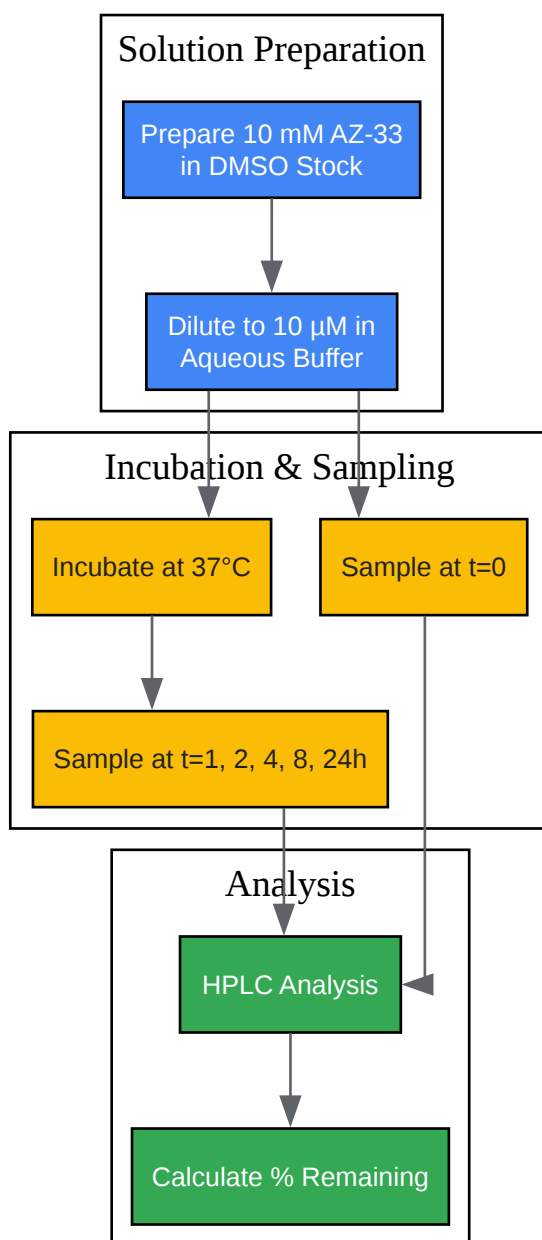 Solution Preparation
Prepare 10 mM AZ-33
in DMSO Stock
Dilute to 10 µM in
Aqueous Buffer
Incubation & Sampling
Incubate at 37°C
Sample at t=0
Sample at t=1, 2, 4, 8, 24h
Analysis
HPLC Analysis
Calculate % Remaining